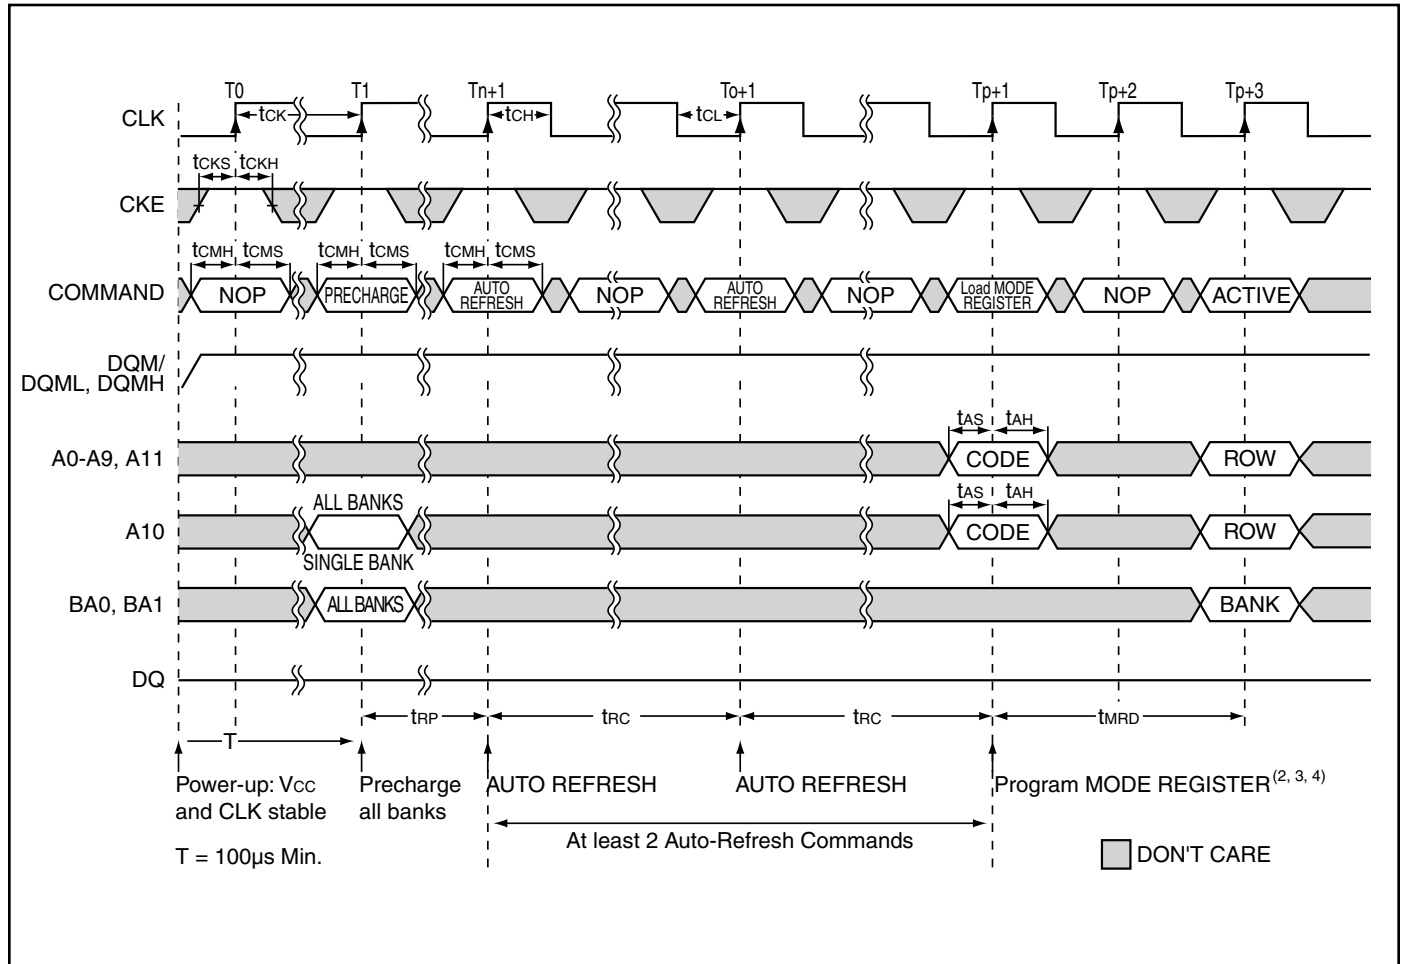 T0 T1 Tn+1 To+1 Tp+1 Tp+2 Tp+3
CLK tCK tCH tCL
tCKS tCKH
CKE
tCMH tCMS tCMH tCMS tCMH tCMS
COMMAND NOP PRECHARGE AUTO REFRESH NOP AUTO REFRESH NOP Load MODE REGISTER NOP ACTIVE
DQM/
DQML, DQMH
tAS tAH
A0-A9, A11 CODE ROW
ALL BANKS tAS tAH
A10 CODE ROW
SINGLE BANK
BA0, BA1 ALL BANKS BANK
DQ
tRP tRC tRC tMRD
T
Power-up: VCC Precharge AUTO REFRESH AUTO REFRESH Program MODE REGISTER(2, 3, 4)
and CLK stable all banks
At least 2 Auto-Refresh Commands
T = 100µs Min. DON'T CARE